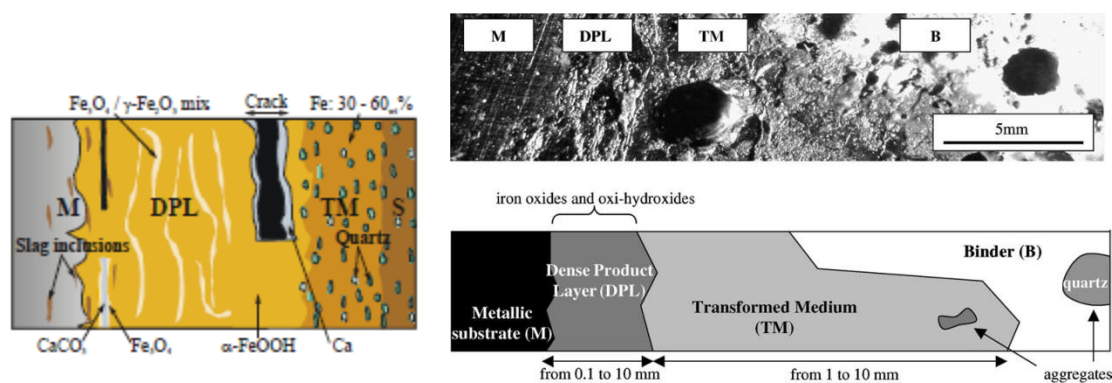 Fe₃O₄ / γ-Fe₂O₃ mix
Crack
Fe: 30 - 60wt%
M
DPL
TM
S
Slag inclusions
Quartz
CaCO₃
Fe₃O₄
α-FeOOH
Ca
M
DPL
TM
B
5mm
iron oxides and oxi-hydroxides
Binder (B)
Dense Product
Layer (DPL)
quartz
Metallic
substrate (M)
Transformed Medium
(TM)
from 0.1 to 10 mm
from 1 to 10 mm
aggregates